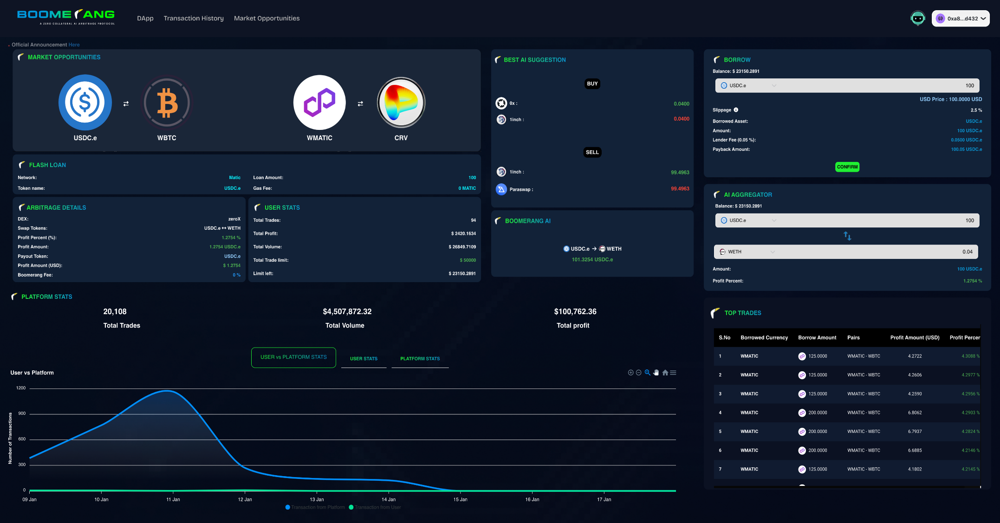 BOOMERANG
A ZERO COLLATERAL AI ARBITRAGE PROTOCOL
DApp
Transaction History
Market Opportunities
0xa8...d432
Official Announcement Here
MARKET OPPORTUNITIES
USDC.e
WBTC
WMATIC
CRV
FLASH LOAN
Network: Matic
Loan Amount: 100
Token name: USDC.e
Gas Fee: 0 MATIC
ARBITRAGE DETAILS
DEX: zeroX
Swap Tokens: USDC.e ↔ WETH
Profit Percent (%): 1.2754 %
Profit Amount: 1.2754 USDC.e
Payout Token: USDC.e
Profit Amount (USD): $ 1.2754
Boomerang Fee: 0 %
USER STATS
Total Trades: 94
Total Profit: $ 2420.1634
Total Volume: $ 26849.7109
Total Trade limit: $ 50000
Limit left: $ 23150.2891
BEST AI SUGGESTION
BUY
0x : 0.0400
1inch : 0.0400
SELL
1inch : 99.4963
Paraswap : 99.4963
BOOMERANG AI
USDC.e → WETH
101.3254 USDC.e
BORROW
Balance: $ 23150.2891
USDC.e 100
USD Price : 100.0000 USD
Slippage 2.5 %
Borrowed Asset: USDC.e
Amount: 100 USDC.e
Lender Fee (0.05 %): 0.0500 USDC.e
Payback Amount: 100.05 USDC.e
CONFIRM
AI AGGREGATOR
Balance: $ 23150.2891
USDC.e 100
WETH 0.04
Amount: 100 USDC.e
Profit Percent: 1.2754 %
PLATFORM STATS
20,108
Total Trades
$4,507,872.32
Total Volume
$100,762.36
Total profit
USER vs PLATFORM STATS
USER STATS
PLATFORM STATS
User vs Platform
Number of Transactions
1200
900
600
300
0
09 Jan 10 Jan 11 Jan 12 Jan 13 Jan 14 Jan 15 Jan 16 Jan 17 Jan
Transaction from Platform Transaction from User
TOP TRADES
S.No Borrowed Currency Borrow Amount Pairs Profit Amount (USD) Profit Percer
1 WMATIC 125.0000 WMATIC - WBTC 4.2722 4.3088 %
2 WMATIC 125.0000 WMATIC - WBTC 4.2606 4.2977 %
3 WMATIC 125.0000 WMATIC - WBTC 4.2590 4.2956 %
4 WMATIC 200.0000 WMATIC - WBTC 6.8062 4.2903 %
5 WMATIC 200.0000 WMATIC - WBTC 6.7937 4.2824 %
6 WMATIC 200.0000 WMATIC - WBTC 6.6885 4.2146 %
7 WMATIC 125.0000 WMATIC - WBTC 4.1802 4.2145 %